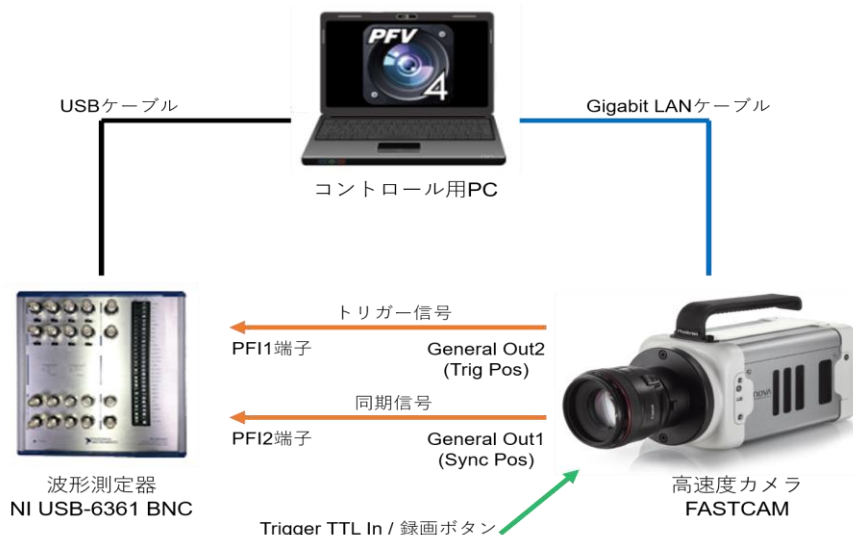 PFV
4
USBケーブル
Gigabit LANケーブル
コントロール用PC
トリガー信号
PFI1端子
General Out2
(Trig Pos)
同期信号
PFI2端子
General Out1
(Sync Pos)
NOVA
波形測定器
NI USB-6361 BNC
高速度カメラ
FASTCAM
Trigger TTL In / 録画ボタン